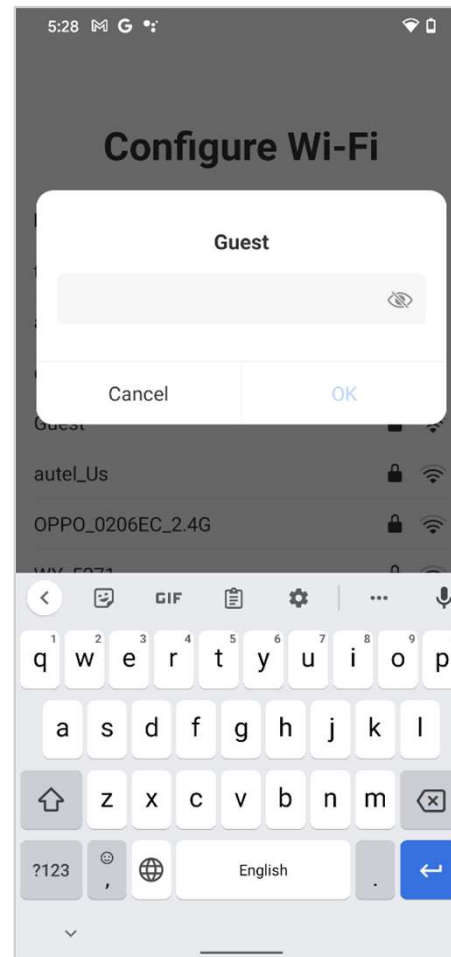 5:28 G
Configure Wi-Fi
Guest
Cancel OK
Guest
autel_Us
OPPO_0206EC_2.4G
GIF
1 2 3 4 5 6 7 8 9
q w e r t y u i o p
a s d f g h j k l
z x c v b n m
?123 , English .